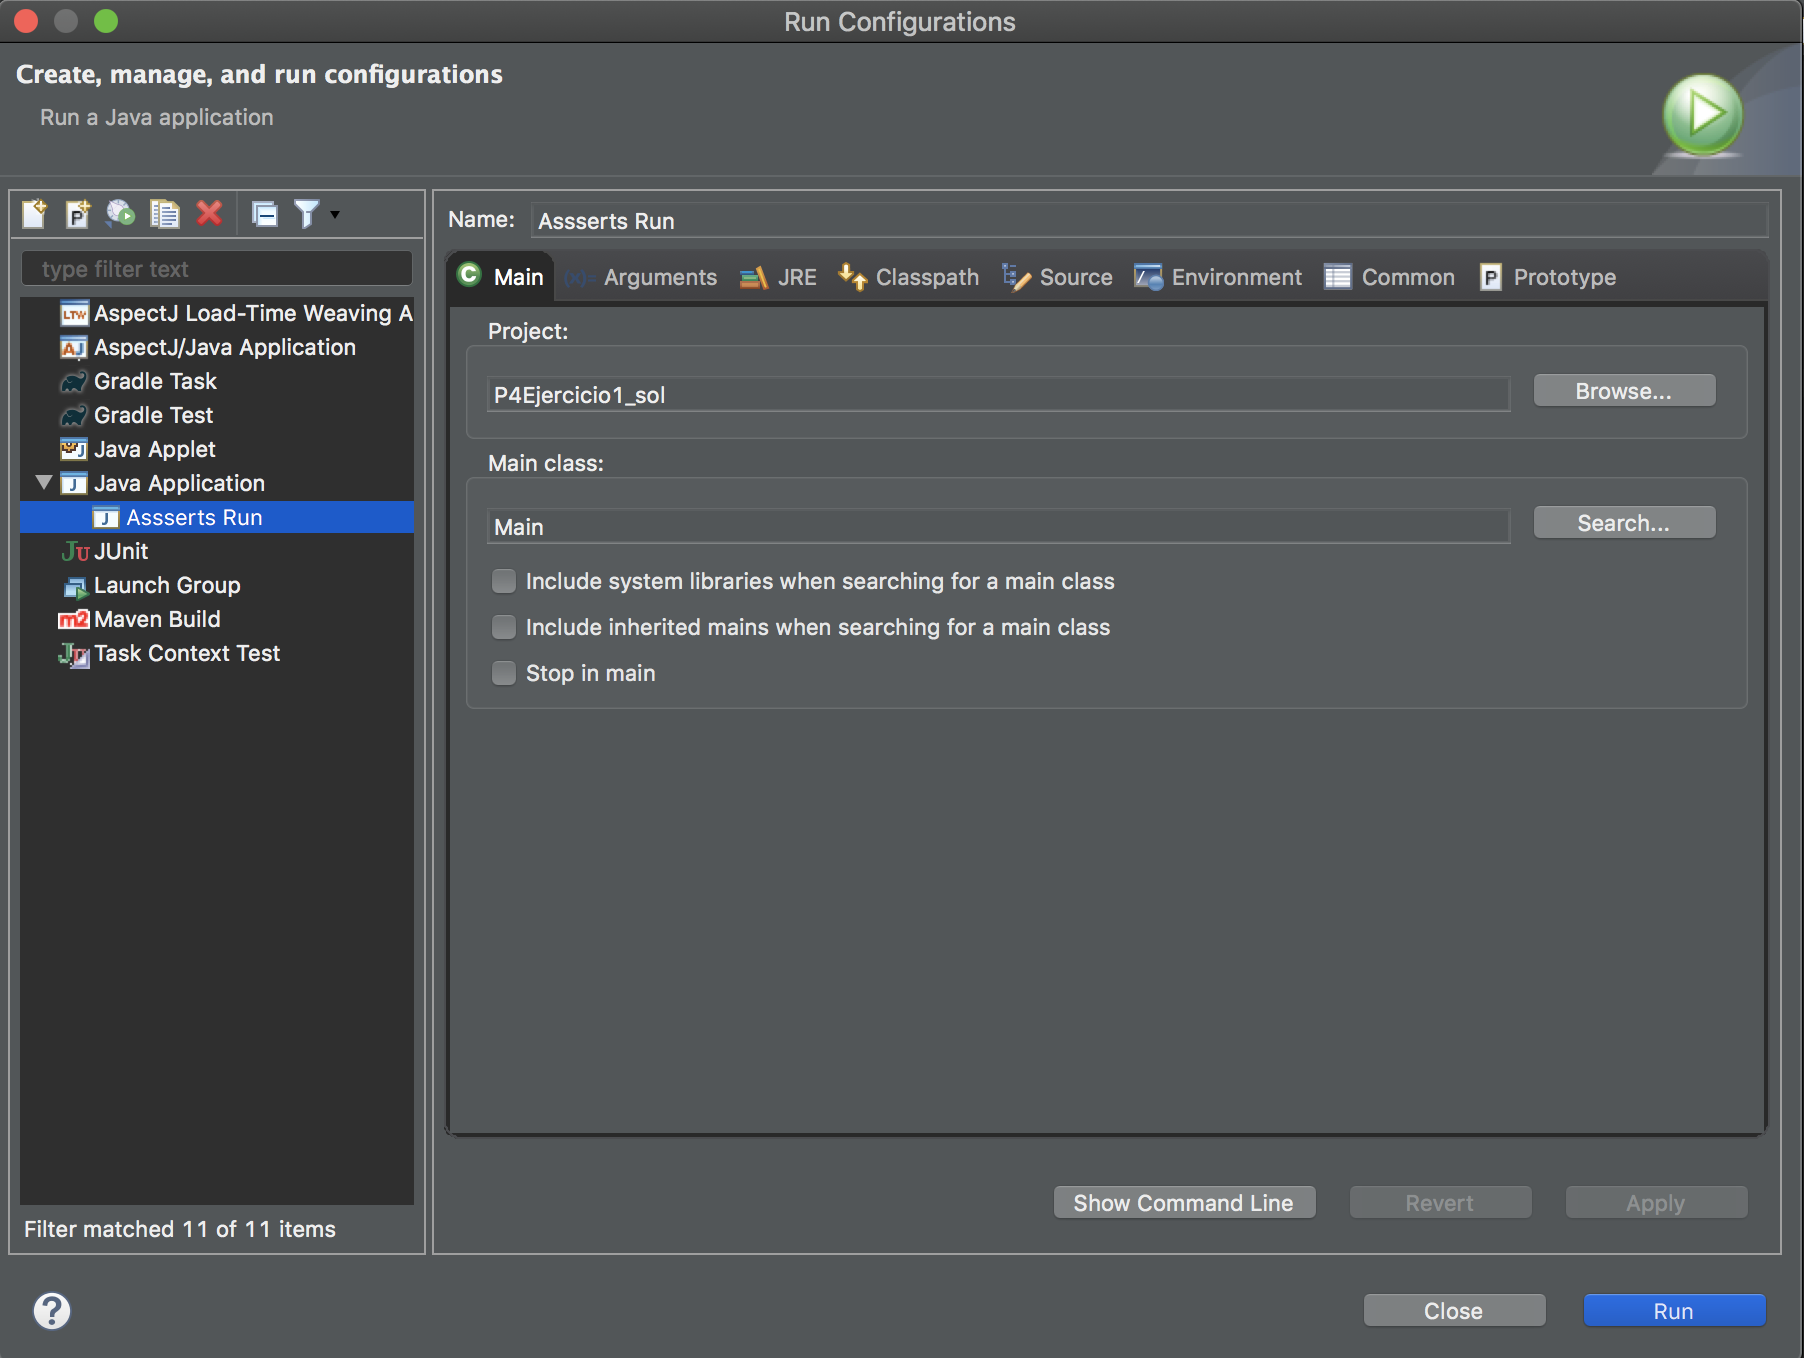 Run Configurations
Create, manage, and run configurations
Run a Java application
type filter text
AspectJ Load-Time Weaving A
AspectJ/Java Application
Gradle Task
Gradle Test
Java Applet
Java Application
Assserts Run
JUnit
Launch Group
Maven Build
Task Context Test
Filter matched 11 of 11 items
Name: Assserts Run
Main Arguments JRE Classpath Source Environment Common Prototype
Project:
P4Ejercicio1_sol Browse...
Main class:
Main Search...
Include system libraries when searching for a main class
Include inherited mains when searching for a main class
Stop in main
Show Command Line Revert Apply
Close Run